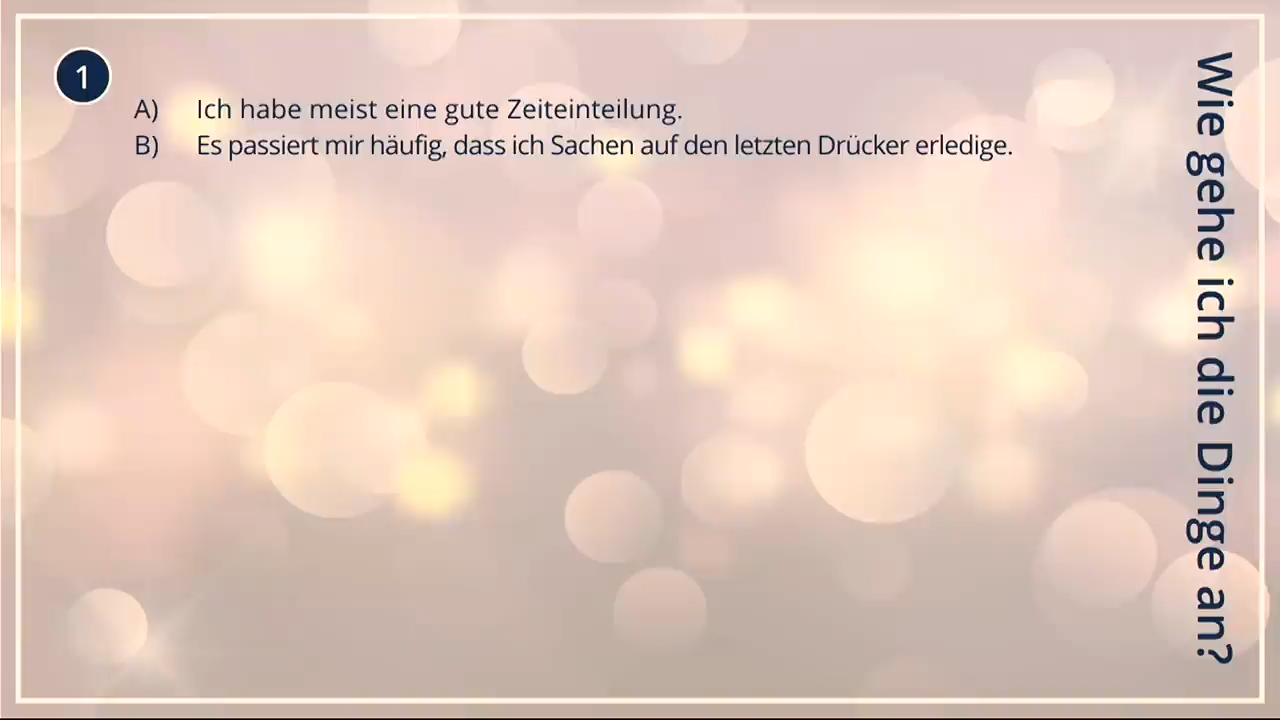 1
A) Ich habe meist eine gute Zeiteinteilung.
B) Es passiert mir häufig, dass ich Sachen auf den letzten Drücker erledige.
Wie gehe ich die Dinge an?